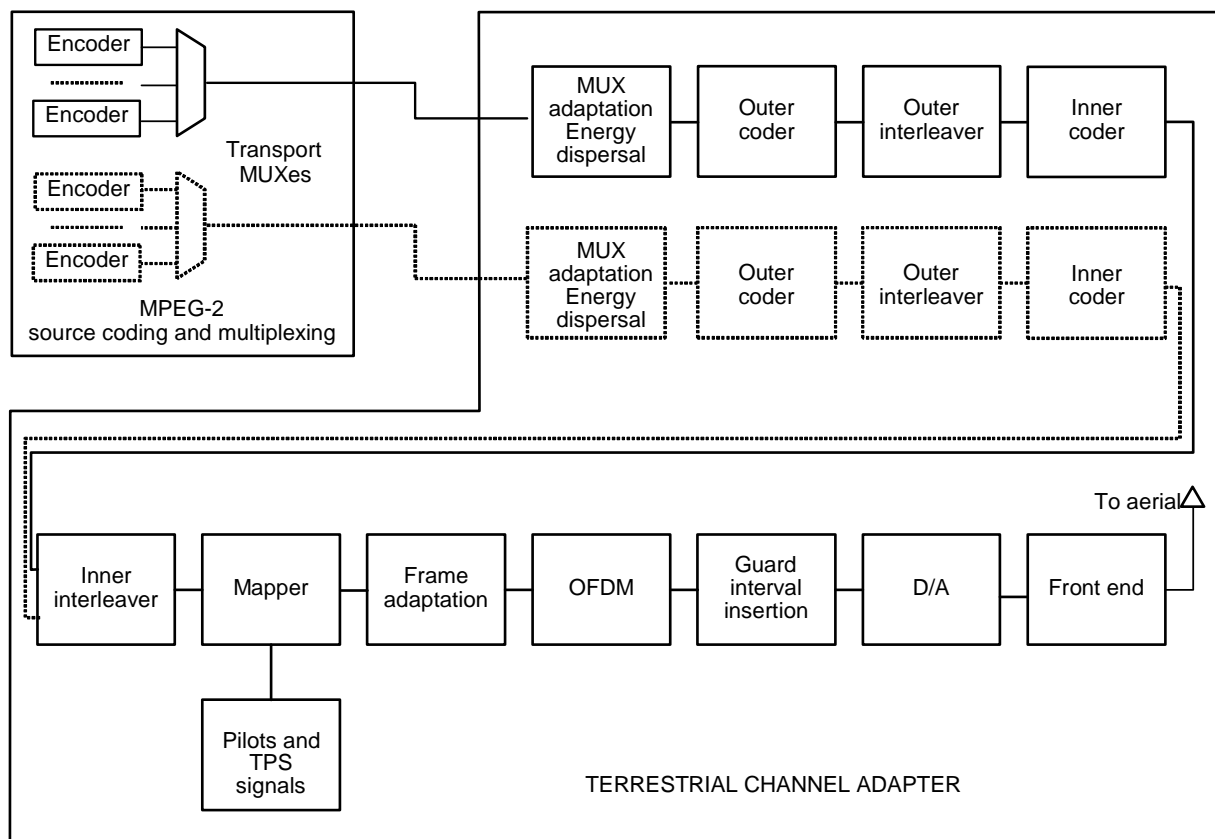 Encoder
Encoder
Transport
MUXes
Encoder
Encoder
MPEG-2
source coding and multiplexing
MUX
adaptation
Energy
dispersal
Outer
coder
Outer
interleaver
Inner
coder
MUX
adaptation
Energy
dispersal
Outer
coder
Outer
interleaver
Inner
coder
To aerial
Inner
interleaver
Mapper
Frame
adaptation
OFDM
Guard
interval
insertion
D/A
Front end
Pilots and
TPS
signals
TERRESTRIAL CHANNEL ADAPTER